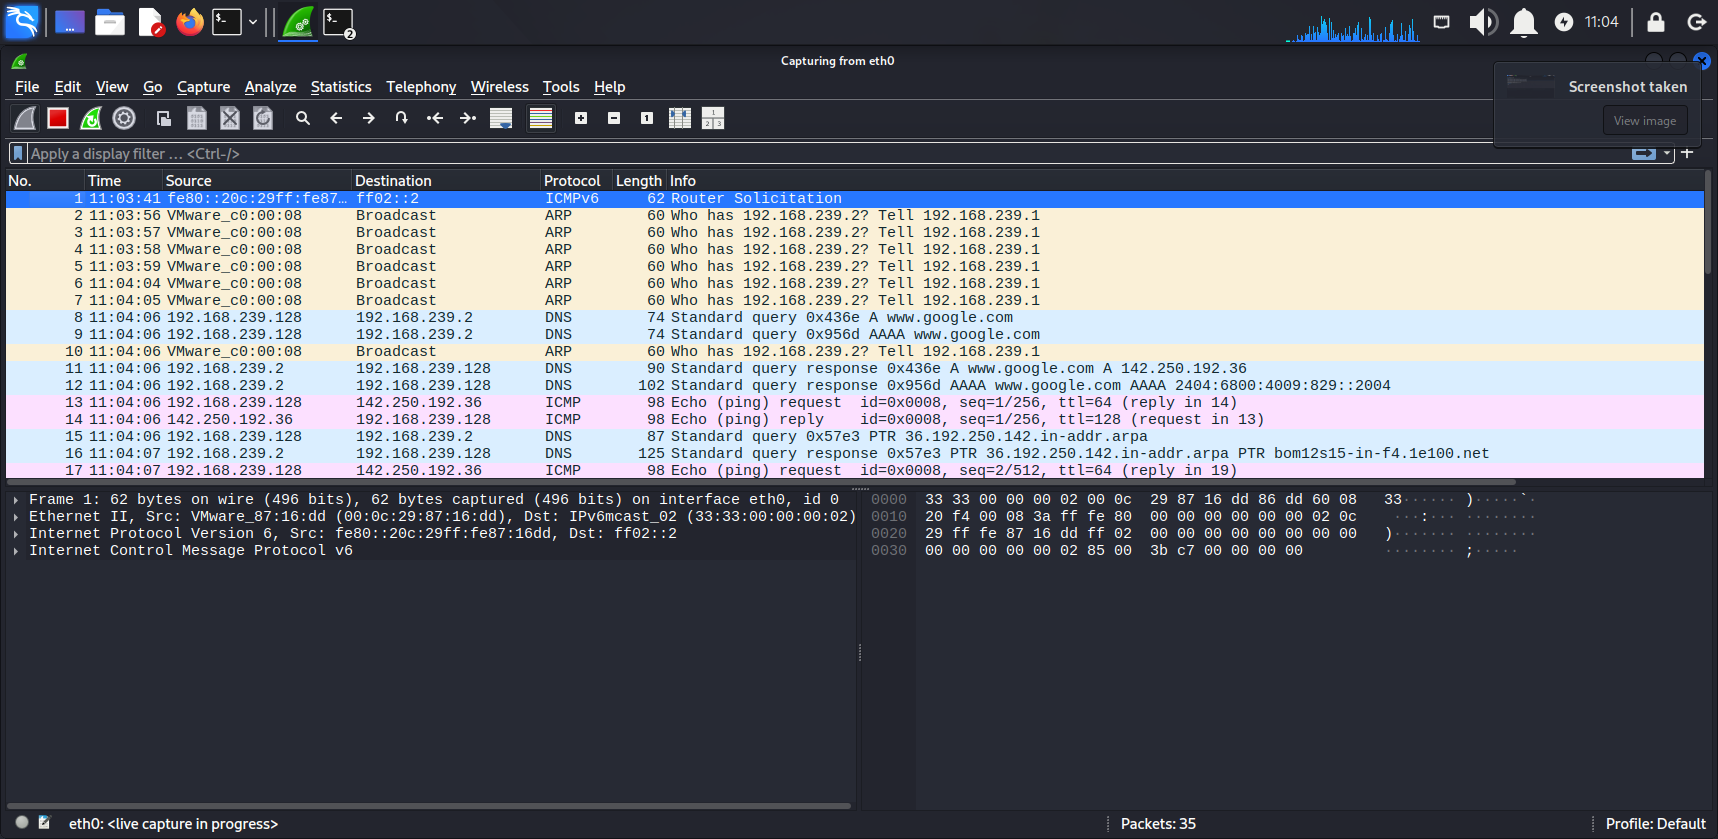 11:04
Capturing from eth0
File Edit View Go Capture Analyze Statistics Telephony Wireless Tools Help
Screenshot taken
View image
Apply a display filter ... <Ctrl-/>
No. Time Source Destination Protocol Length Info
1 11:03:41 fe80::20c:29ff:fe87… ff02::2 ICMPv6 62 Router Solicitation
2 11:03:56 VMware_c0:00:08 Broadcast ARP 60 Who has 192.168.239.2? Tell 192.168.239.1
3 11:03:57 VMware_c0:00:08 Broadcast ARP 60 Who has 192.168.239.2? Tell 192.168.239.1
4 11:03:58 VMware_c0:00:08 Broadcast ARP 60 Who has 192.168.239.2? Tell 192.168.239.1
5 11:03:59 VMware_c0:00:08 Broadcast ARP 60 Who has 192.168.239.2? Tell 192.168.239.1
6 11:04:04 VMware_c0:00:08 Broadcast ARP 60 Who has 192.168.239.2? Tell 192.168.239.1
7 11:04:05 VMware_c0:00:08 Broadcast ARP 60 Who has 192.168.239.2? Tell 192.168.239.1
8 11:04:06 192.168.239.128 192.168.239.2 DNS 74 Standard query 0x436e A www.google.com
9 11:04:06 192.168.239.128 192.168.239.2 DNS 74 Standard query 0x956d AAAA www.google.com
10 11:04:06 VMware_c0:00:08 Broadcast ARP 60 Who has 192.168.239.2? Tell 192.168.239.1
11 11:04:06 192.168.239.2 192.168.239.128 DNS 90 Standard query response 0x436e A www.google.com A 142.250.192.36
12 11:04:06 192.168.239.2 192.168.239.128 DNS 102 Standard query response 0x956d AAAA www.google.com AAAA 2404:6800:4009:829::2004
13 11:04:06 192.168.239.128 142.250.192.36 ICMP 98 Echo (ping) request id=0x0008, seq=1/256, ttl=64 (reply in 14)
14 11:04:06 142.250.192.36 192.168.239.128 ICMP 98 Echo (ping) reply id=0x0008, seq=1/256, ttl=128 (request in 13)
15 11:04:06 192.168.239.128 192.168.239.2 DNS 87 Standard query 0x57e3 PTR 36.192.250.142.in-addr.arpa
16 11:04:07 192.168.239.2 192.168.239.128 DNS 125 Standard query response 0x57e3 PTR 36.192.250.142.in-addr.arpa PTR bom12s15-in-f4.1e100.net
17 11:04:07 192.168.239.128 142.250.192.36 ICMP 98 Echo (ping) request id=0x0008, seq=2/512, ttl=64 (reply in 19)
Frame 1: 62 bytes on wire (496 bits), 62 bytes captured (496 bits) on interface eth0, id 0
Ethernet II, Src: VMware_87:16:dd (00:0c:29:87:16:dd), Dst: IPv6mcast_02 (33:33:00:00:00:02)
Internet Protocol Version 6, Src: fe80::20c:29ff:fe87:16dd, Dst: ff02::2
Internet Control Message Protocol v6
0000 33 33 00 00 00 02 00 0c 29 87 16 dd 86 dd 60 08 33······ )·····`·
0010 20 f4 00 08 3a ff fe 80 00 00 00 00 00 00 02 0c ···:··· ········
0020 29 ff fe 87 16 dd ff 02 00 00 00 00 00 00 00 00 )······· ········
0030 00 00 00 00 00 02 85 00 3b c7 00 00 00 00 ········ ;·····
eth0: <live capture in progress>
Packets: 35
Profile: Default